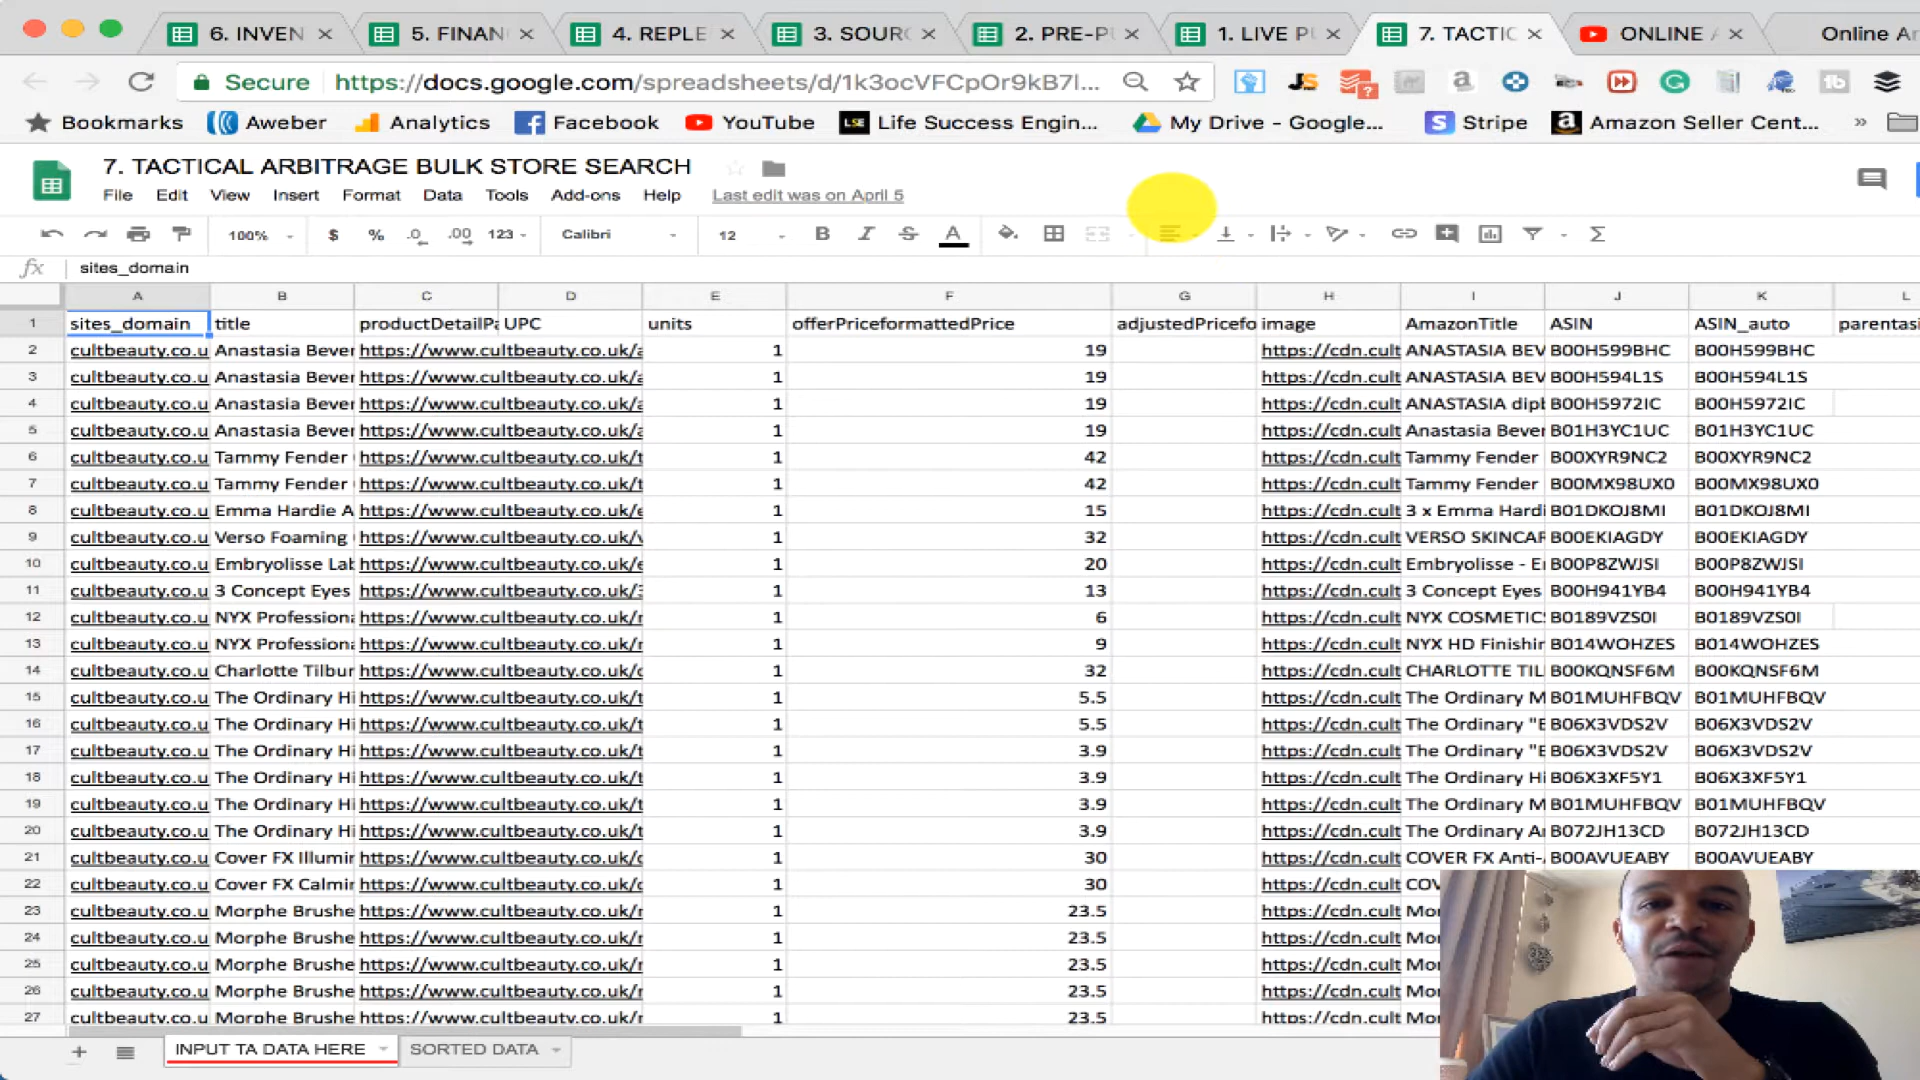 6. INVEN
5. FINAN
4. REPLE
3. SOUR
2. PRE-P
1. LIVE P
7. TACTIC
ONLINE
Online Ar
Secure https://docs.google.com/spreadsheets/d/1k3ocVFCpOr9kB7l...
Bookmarks Aweber Analytics Facebook YouTube LSE Life Success Engin... My Drive - Google... S Stripe a Amazon Seller Cent... »
7. TACTICAL ARBITRAGE BULK STORE SEARCH
File Edit View Insert Format Data Tools Add-ons Help Last edit was on April 5
100% $ % .0 .00 123 Calibri 12 B I S A Σ
fx sites_domain
A B C D E F G H I J K L
1 sites_domain title productDetailPa UPC units offerPriceformattedPrice adjustedPricefo image AmazonTitle ASIN ASIN_auto parentasi
2 cultbeauty.co.u Anastasia Bever https://www.cultbeauty.co.uk/a 1 19 https://cdn.cult ANASTASIA BEV B00H599BHC B00H599BHC
3 cultbeauty.co.u Anastasia Bever https://www.cultbeauty.co.uk/a 1 19 https://cdn.cult ANASTASIA BEV B00H594L1S B00H594L1S
4 cultbeauty.co.u Anastasia Bever https://www.cultbeauty.co.uk/a 1 19 https://cdn.cult ANASTASIA dipb B00H5972IC B00H5972IC
5 cultbeauty.co.u Anastasia Bever https://www.cultbeauty.co.uk/a 1 19 https://cdn.cult Anastasia Bever B01H3YC1UC B01H3YC1UC
6 cultbeauty.co.u Tammy Fender https://www.cultbeauty.co.uk/t 1 42 https://cdn.cult Tammy Fender B00XYR9NC2 B00XYR9NC2
7 cultbeauty.co.u Tammy Fender https://www.cultbeauty.co.uk/t 1 42 https://cdn.cult Tammy Fender B00MX98UX0 B00MX98UX0
8 cultbeauty.co.u Emma Hardie A https://www.cultbeauty.co.uk/e 1 15 https://cdn.cult 3 x Emma Hardi B01DKOJ8MI B01DKOJ8MI
9 cultbeauty.co.u Verso Foaming https://www.cultbeauty.co.uk/v 1 32 https://cdn.cult VERSO SKINCAR B00EKIAGDY B00EKIAGDY
10 cultbeauty.co.u Embryolisse Lab https://www.cultbeauty.co.uk/e 1 20 https://cdn.cult Embryolisse - Er B00P8ZWJSI B00P8ZWJSI
11 cultbeauty.co.u 3 Concept Eyes https://www.cultbeauty.co.uk/3 1 13 https://cdn.cult 3 Concept Eyes B00H941YB4 B00H941YB4
12 cultbeauty.co.u NYX Professiona https://www.cultbeauty.co.uk/r 1 6 https://cdn.cult NYX COSMETICS B0189VZS0I B0189VZS0I
13 cultbeauty.co.u NYX Professiona https://www.cultbeauty.co.uk/r 1 9 https://cdn.cult NYX HD Finishin B014WOHZES B014WOHZES
14 cultbeauty.co.u Charlotte Tilbur https://www.cultbeauty.co.uk/c 1 32 https://cdn.cult CHARLOTTE TIL B00KQNSF6M B00KQNSF6M
15 cultbeauty.co.u The Ordinary Hi https://www.cultbeauty.co.uk/t 1 5.5 https://cdn.cult The Ordinary M B01MUHFBQV B01MUHFBQV
16 cultbeauty.co.u The Ordinary Hi https://www.cultbeauty.co.uk/t 1 5.5 https://cdn.cult The Ordinary "E B06X3VDS2V B06X3VDS2V
17 cultbeauty.co.u The Ordinary Hi https://www.cultbeauty.co.uk/t 1 3.9 https://cdn.cult The Ordinary "E B06X3VDS2V B06X3VDS2V
18 cultbeauty.co.u The Ordinary Hi https://www.cultbeauty.co.uk/t 1 3.9 https://cdn.cult The Ordinary Hi B06X3XF5Y1 B06X3XF5Y1
19 cultbeauty.co.u The Ordinary Hi https://www.cultbeauty.co.uk/t 1 3.9 https://cdn.cult The Ordinary M B01MUHFBQV B01MUHFBQV
20 cultbeauty.co.u The Ordinary Hi https://www.cultbeauty.co.uk/t 1 3.9 https://cdn.cult The Ordinary Ar B072JH13CD B072JH13CD
21 cultbeauty.co.u Cover FX Illumir https://www.cultbeauty.co.uk/c 1 30 https://cdn.cult COVER FX Anti-A B00AVUEABY B00AVUEABY
22 cultbeauty.co.u Cover FX Calmir https://www.cultbeauty.co.uk/c 1 30 https://cdn.cult COV
23 cultbeauty.co.u Morphe Brushe https://www.cultbeauty.co.uk/r 1 23.5 https://cdn.cult Mor
24 cultbeauty.co.u Morphe Brushe https://www.cultbeauty.co.uk/r 1 23.5 https://cdn.cult Mor
25 cultbeauty.co.u Morphe Brushe https://www.cultbeauty.co.uk/r 1 23.5 https://cdn.cult Mor
26 cultbeauty.co.u Morphe Brushe https://www.cultbeauty.co.uk/r 1 23.5 https://cdn.cult Mor
27 cultbeauty.co.u Morphe Brushe https://www.cultbeauty.co.uk/r 1 23.5 https://cdn.cult Mor
INPUT TA DATA HERE SORTED DATA